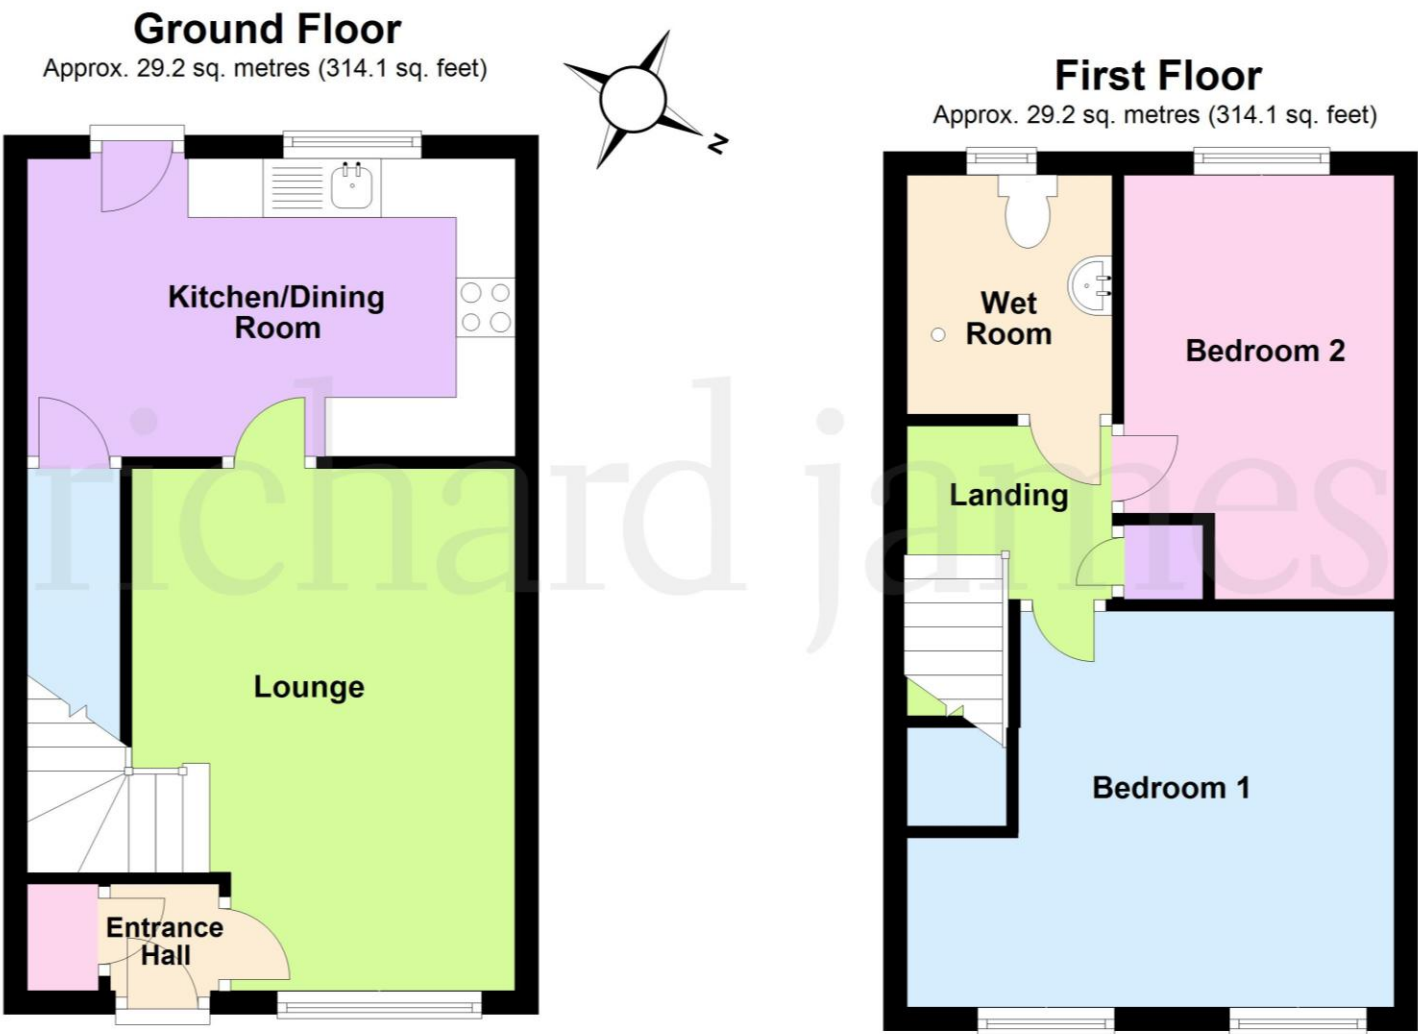 Ground Floor
Approx. 29.2 sq. metres (314.1 sq. feet)
Kitchen/Dining
Room
Lounge
Entrance
Hall
N
First Floor
Approx. 29.2 sq. metres (314.1 sq. feet)
Wet
Room
Bedroom 2
Landing
Bedroom 1
richard james